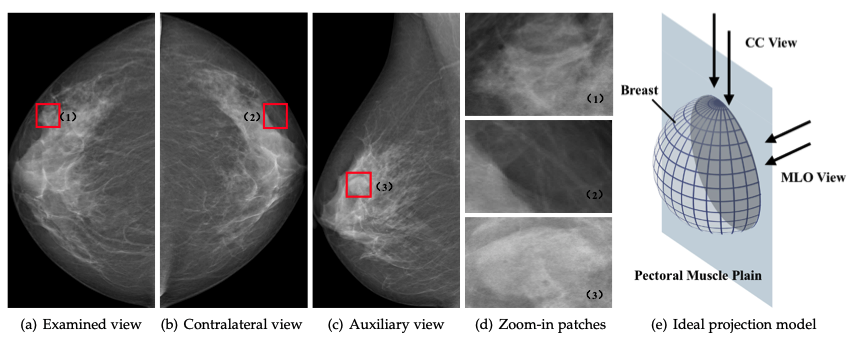 (1)
(2)
(3)
(1)
(2)
(3)
CC View
Breast
MLO View
Pectoral Muscle Plain
(a) Examined view
(b) Contralateral view
(c) Auxiliary view
(d) Zoom-in patches
(e) Ideal projection model